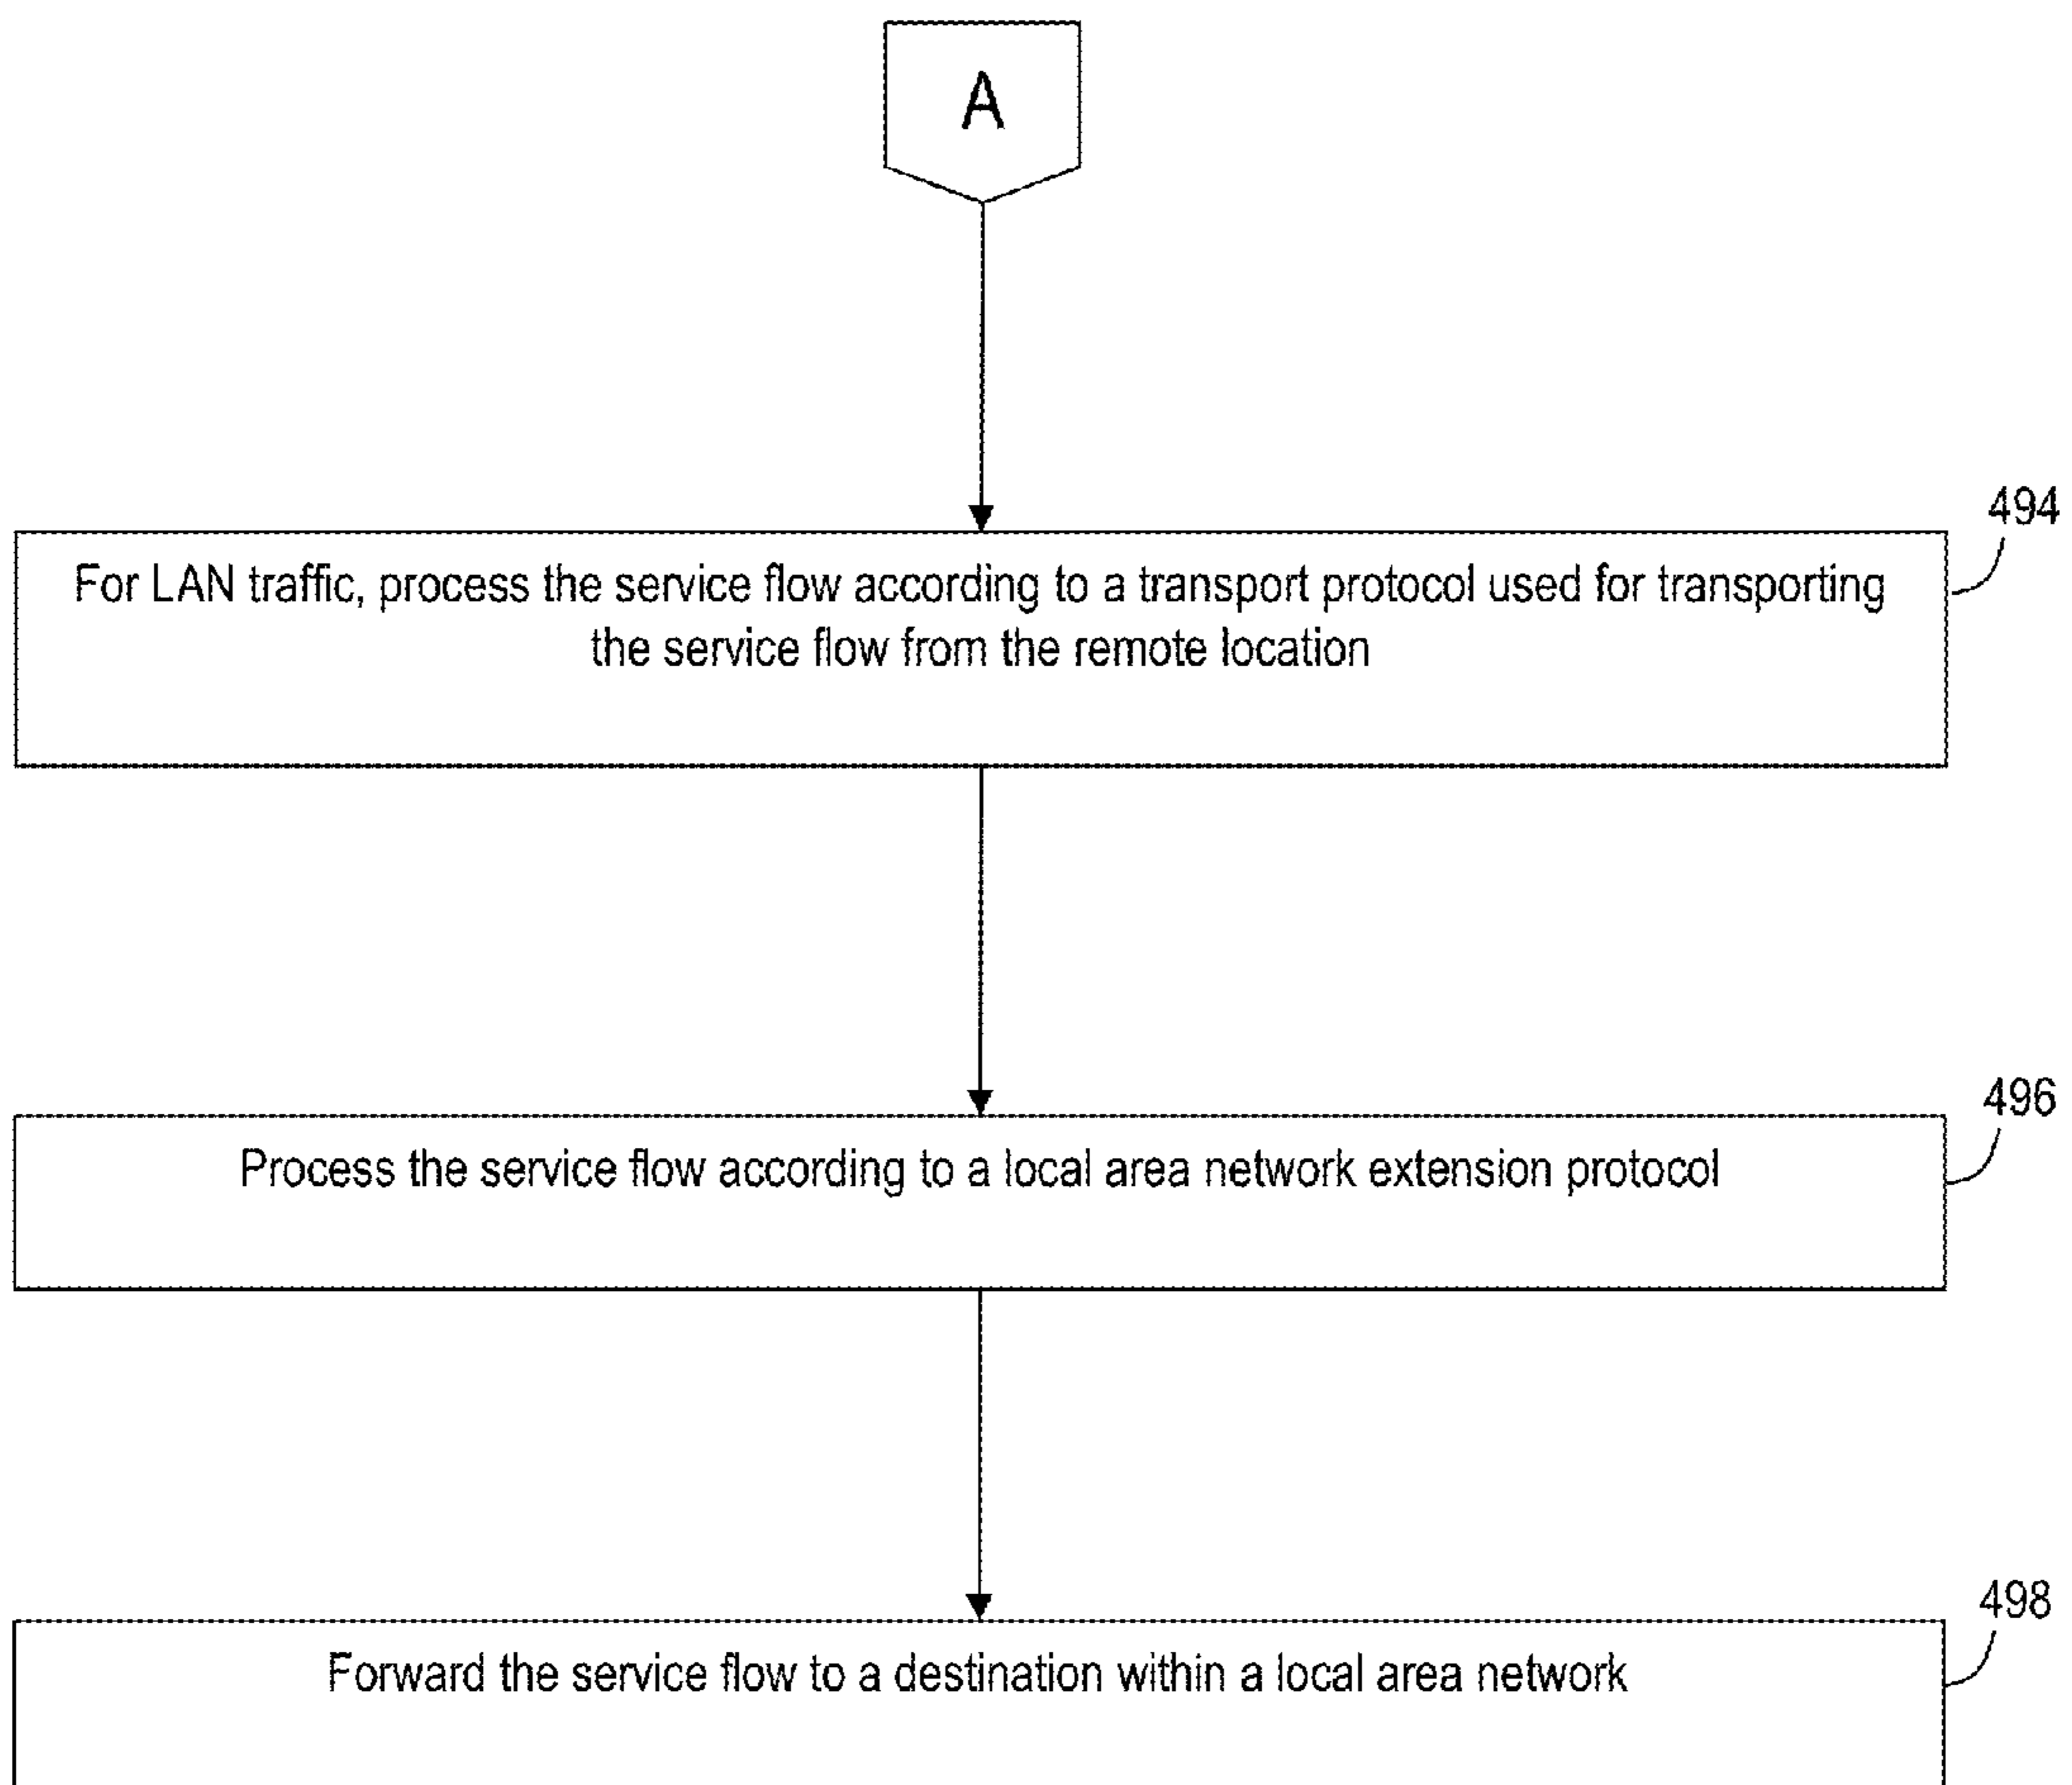 A
494
For LAN traffic, process the service flow according to a transport protocol used for transporting
the service flow from the remote location
496
Process the service flow according to a local area network extension protocol
498
Forward the service flow to a destination within a local area network